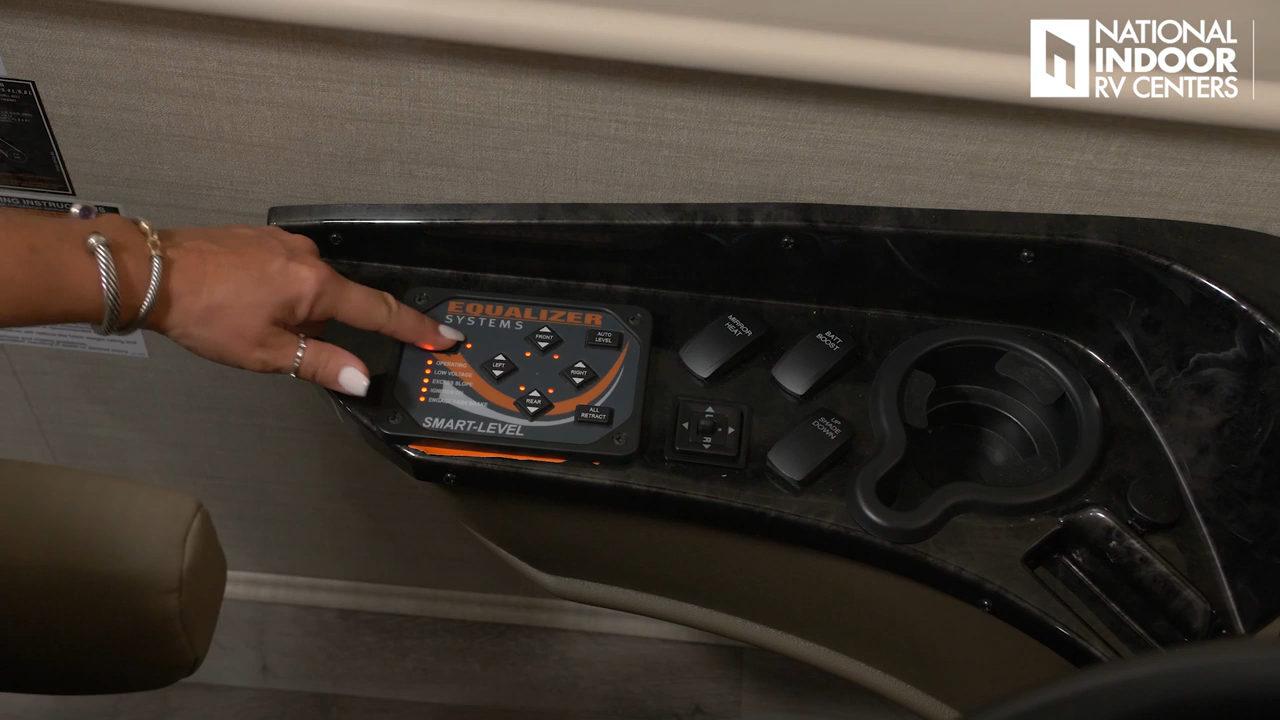 NATIONAL
INDOOR
RV CENTERS
EQUALIZER
SYSTEMS
FRONT
AUTO
LEVEL
LEFT
RIGHT
REAR
ALL
RETRACT
OPERATING
LOW VOLTAGE
EXCESS SLOPE
SMART-LEVEL
MIRROR
HEAT
BATT
BOOST
UP
SHADE
DOWN
L
R